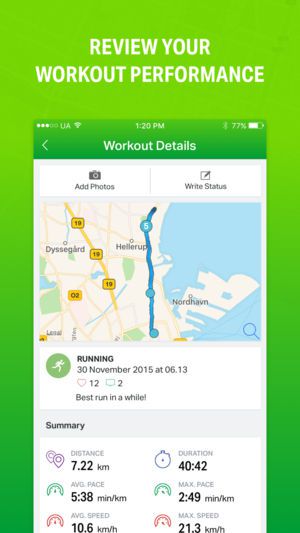 REVIEW YOUR
WORKOUT PERFORMANCE
UA 1:20 PM 77%
Workout Details
Add Photos Write Status
19
5
Dyssegård Hellerup
19
19
O2 Nordhavn
RUNNING
30 November 2015 at 06.13
12 2
Best run in a while!
Summary
DISTANCE DURATION
7.22 km 40:42
AVG. PACE MAX. PACE
5:38 min/km 2:49 min/km
AVG. SPEED MAX. SPEED
10.6 km/h 21.3 km/h